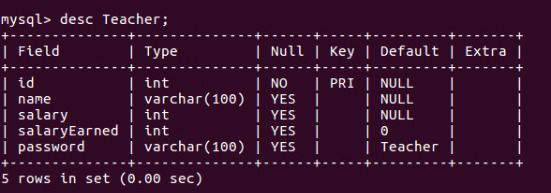 mysql> desc Teacher;
+--------------+--------------+------+-----+---------+-------+
| Field        | Type         | Null | Key | Default | Extra |
+--------------+--------------+------+-----+---------+-------+
| id           | int          | NO   | PRI | NULL    |       |
| name         | varchar(100) | YES  |     | NULL    |       |
| salary       | int          | YES  |     | NULL    |       |
| salaryEarned | int          | YES  |     | 0       |       |
| password     | varchar(100) | YES  |     | Teacher |       |
+--------------+--------------+------+-----+---------+-------+
5 rows in set (0.00 sec)